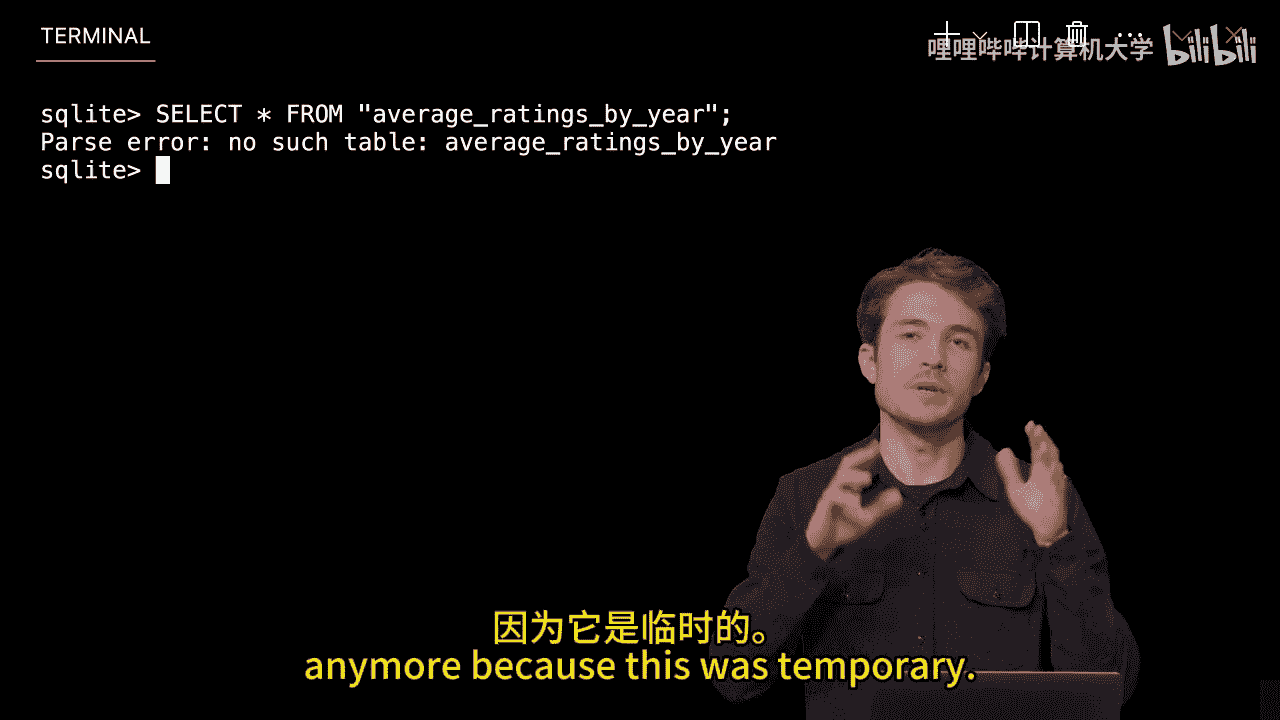 TERMINAL
哔哩哔哩计算机大学 bilibili
sqlite> SELECT * FROM "average_ratings_by_year";
Parse error: no such table: average_ratings_by_year
sqlite>
因为它是临时的。
anymore because this was temporary.